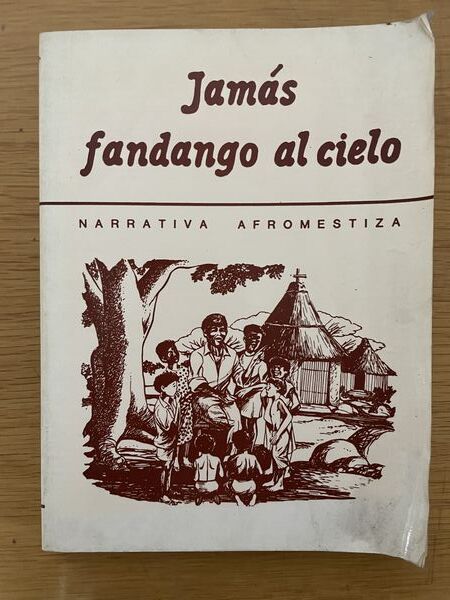 Jamás
fandango al cielo
NARRATIVA AFROMESTIZA